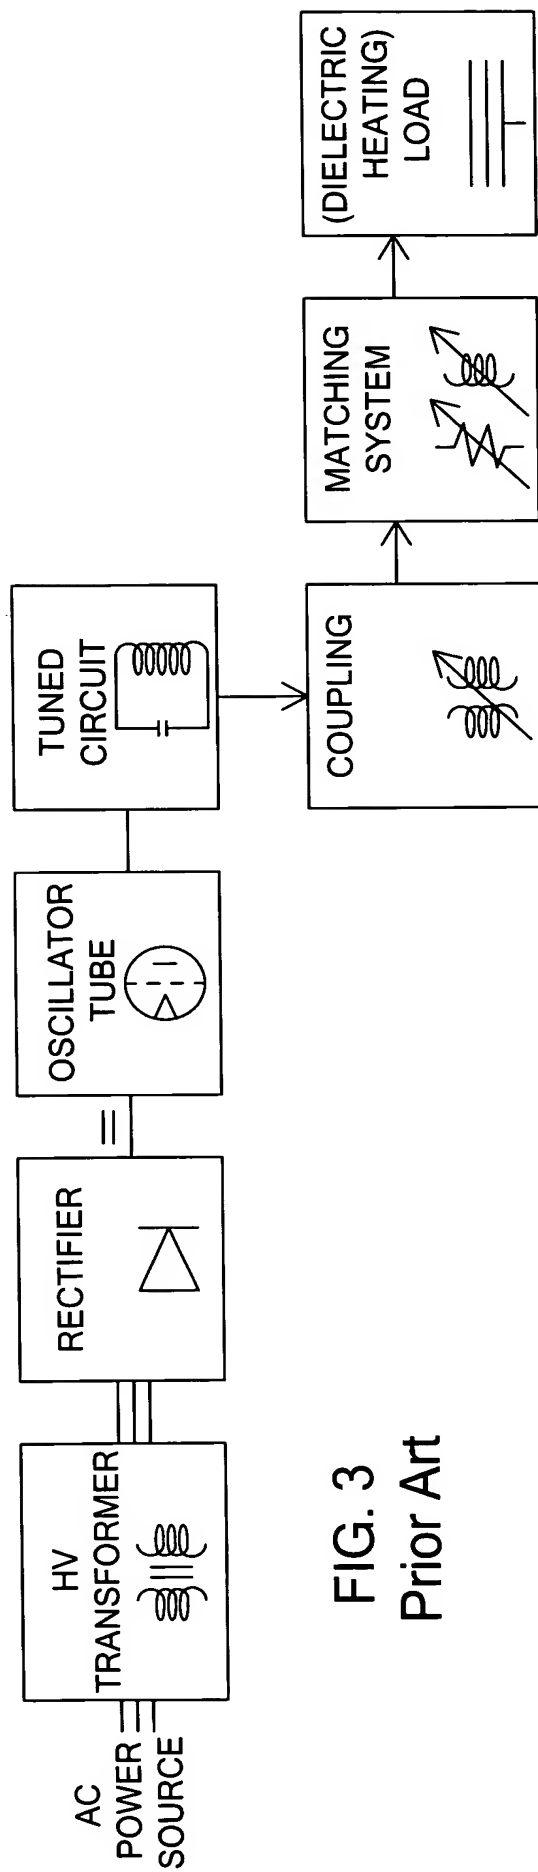 AC
POWER
SOURCE
HV
TRANSFORMER
RECTIFIER
OSCILLATOR
TUBE
TUNED
CIRCUIT
COUPLING
MATCHING
SYSTEM
(DIELECTRIC
HEATING)
LOAD
FIG. 3
Prior Art